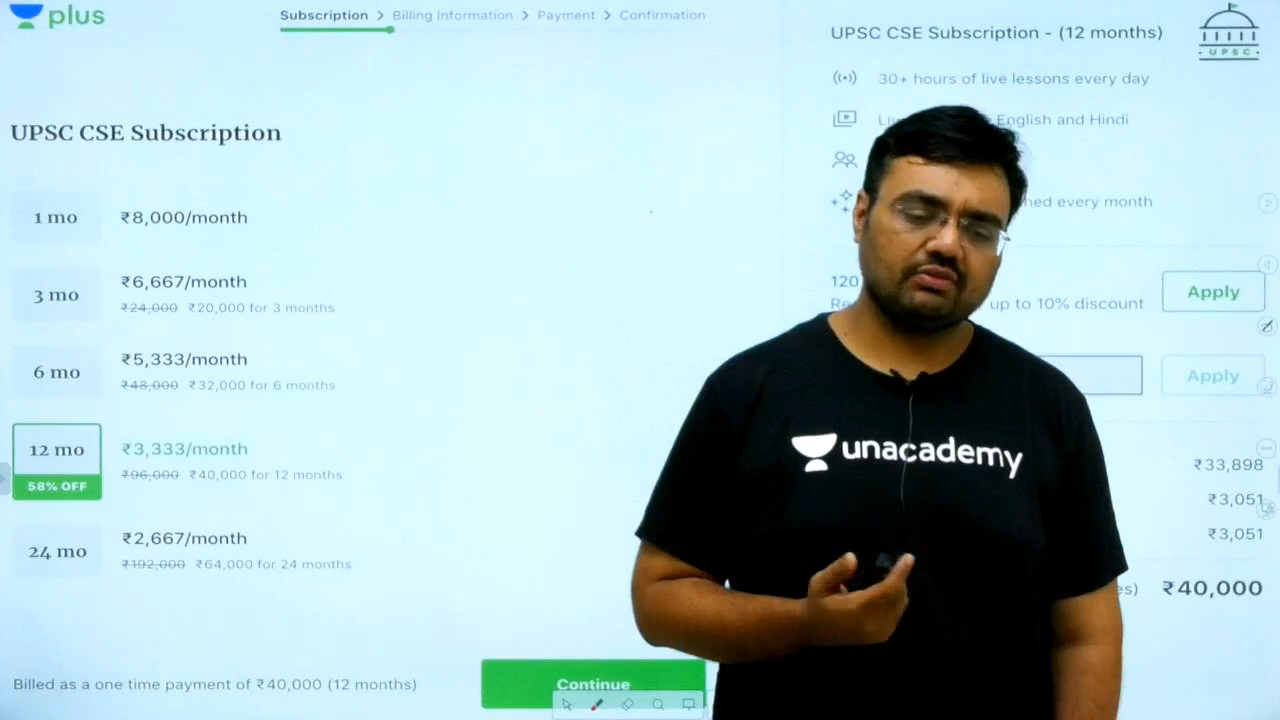 plus
Subscription > Billing Information > Payment > Confirmation
UPSC CSE Subscription
1 mo
₹8,000/month
3 mo
₹6,667/month
₹24,000 ₹20,000 for 3 months
6 mo
₹5,333/month
₹48,000 ₹32,000 for 6 months
12 mo
58% OFF
₹3,333/month
₹96,000 ₹40,000 for 12 months
24 mo
₹2,667/month
₹192,000 ₹64,000 for 24 months
Billed as a one time payment of ₹40,000 (12 months)
Continue
UPSC CSE Subscription - (12 months)
UPSC
30+ hours of live lessons every day
English and Hindi
every month
120
up to 10% discount
Apply
Apply
₹33,898
₹3,051
₹3,051
₹40,000
unacademy